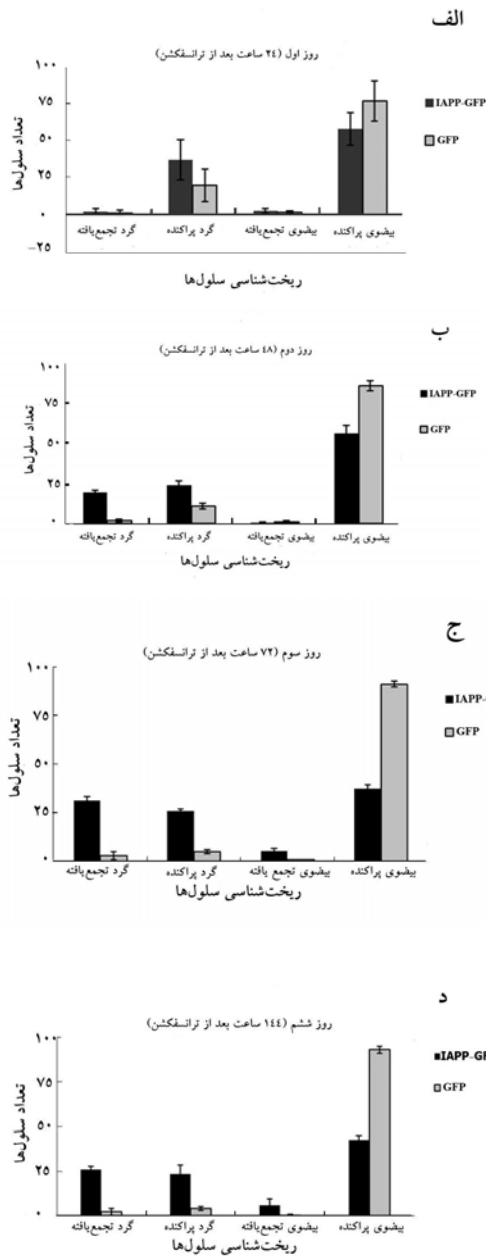 الف
روز اول (۲٤ ساعت بعد از ترانسفکشن)
۱۰۰
۷۵
۵۰
۲۵
۰
−۲۵
تعداد سلول‌ها
IAPP-GFP
GFP
گرد تجمع‌یافته گرد پراکنده بیضوی تجمع‌یافته بیضوی پراکنده
ریخت‌شناسی سلول‌ها
ب
روز دوم (٤۸ ساعت بعد از ترانسفکشن)
۱۰۰
۷۵
۵۰
۲۵
۰
تعداد سلول‌ها
IAPP-GFP
GFP
گرد تجمع‌یافته گرد پراکنده بیضوی تجمع‌یافته بیضوی پراکنده
ریخت‌شناسی سلول‌ها
ج
روز سوم (۷۲ ساعت بعد از ترانسفکشن)
۱۰۰
۷۵
۵۰
۲۵
۰
تعداد سلول‌ها
IAPP-
GFP
گرد تجمع‌یافته گرد پراکنده بیضوی تجمع یافته بیضوی پراکنده
ریخت‌شناسی سلول‌ها
د
روز ششم (۱٤٤ ساعت بعد از ترانسفکشن)
۱۰۰
۷۵
۵۰
۲۵
۰
تعداد سلول‌ها
IAPP-GF
GFP
گرد تجمع‌یافته گرد پراکنده بیضوی تجمع‌یافته بیضوی پراکنده
ریخت‌شناسی سلول‌ها